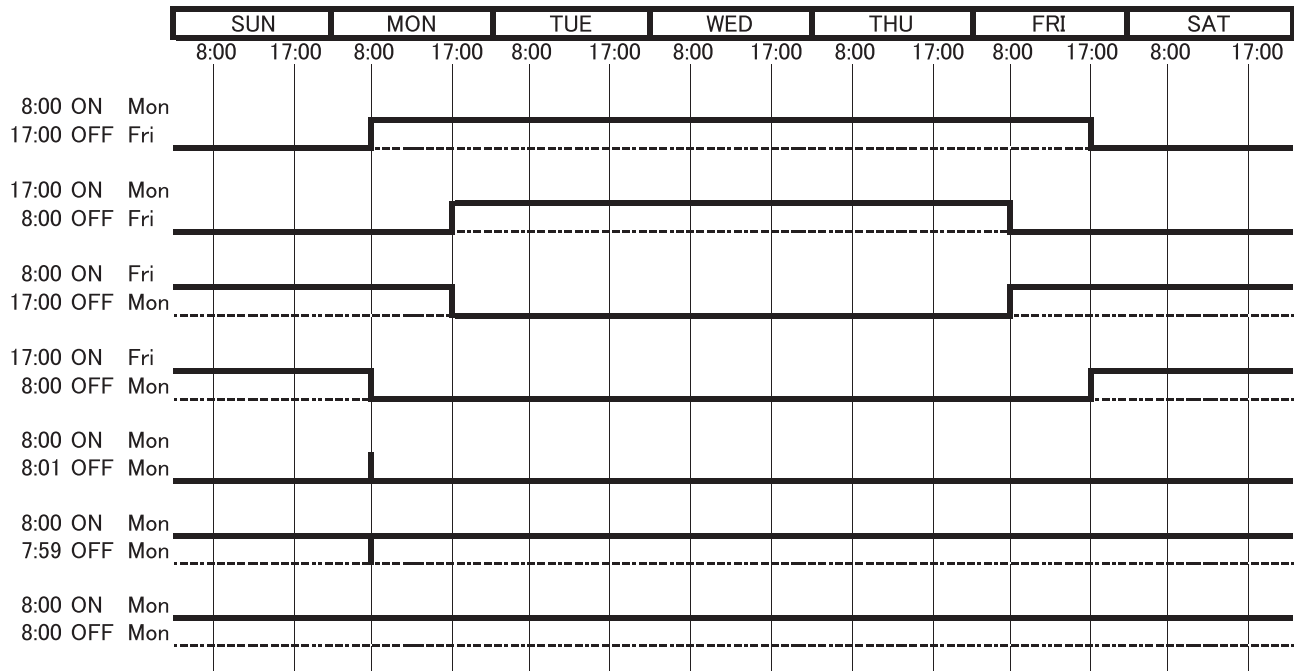 SUN MON TUE WED THU FRI SAT
8:00 17:00 8:00 17:00 8:00 17:00 8:00 17:00 8:00 17:00 8:00 17:00 8:00 17:00
8:00 ON Mon
17:00 OFF Fri
17:00 ON Mon
8:00 OFF Fri
8:00 ON Fri
17:00 OFF Mon
17:00 ON Fri
8:00 OFF Mon
8:00 ON Mon
8:01 OFF Mon
8:00 ON Mon
7:59 OFF Mon
8:00 ON Mon
8:00 OFF Mon